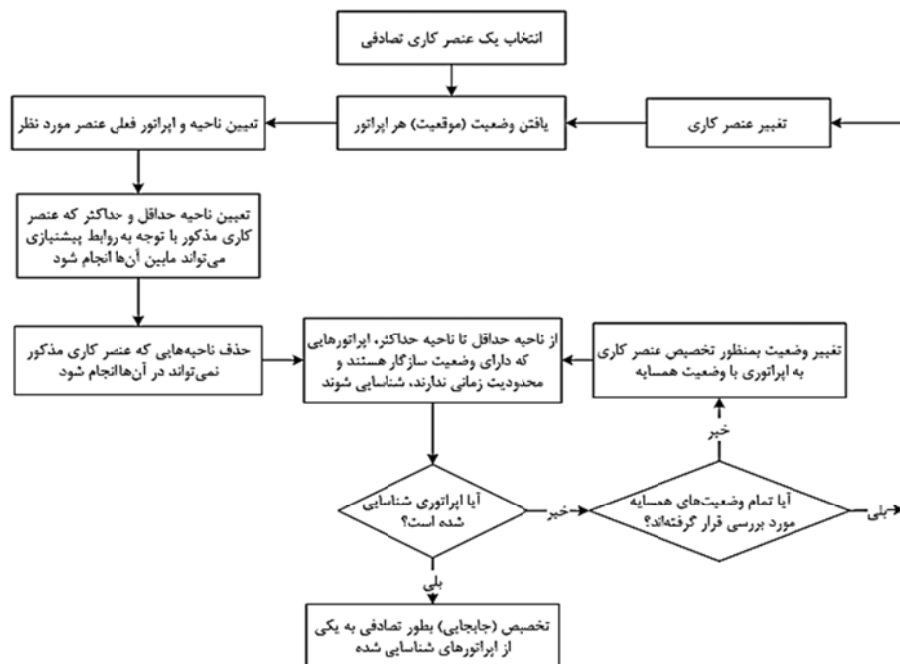 انتخاب یک عنصر کاری تصادفی
تغییر عنصر کاری
یافتن وضعیت (موقعیت) هر اپراتور
تعیین ناحیه و اپراتور فعلی عنصر مورد نظر
تعیین ناحیه حداقل و حداکثر که عنصر
کاری مذکور با توجه به روابط پیشنیازی
می‌تواند مابین آن‌ها انجام شود
حذف ناحیه‌هایی که عنصر کاری مذکور
نمی‌تواند در آن‌ها انجام شود
از ناحیه حداقل تا ناحیه حداکثر، اپراتورهایی
که دارای وضعیت سازگار هستند و
محدودیت زمانی ندارند، شناسایی شوند
تغییر وضعیت بمنظور تخصیص عنصر کاری
به اپراتوری با وضعیت همسایه
خیر
آیا اپراتوری شناسایی
شده است؟
خیر
آیا تمام وضعیت‌های همسایه
مورد بررسی قرار گرفته‌اند؟
بلی
بلی
تخصیص (جابجایی) بطور تصادفی به یکی
از اپراتورهای شناسایی شده